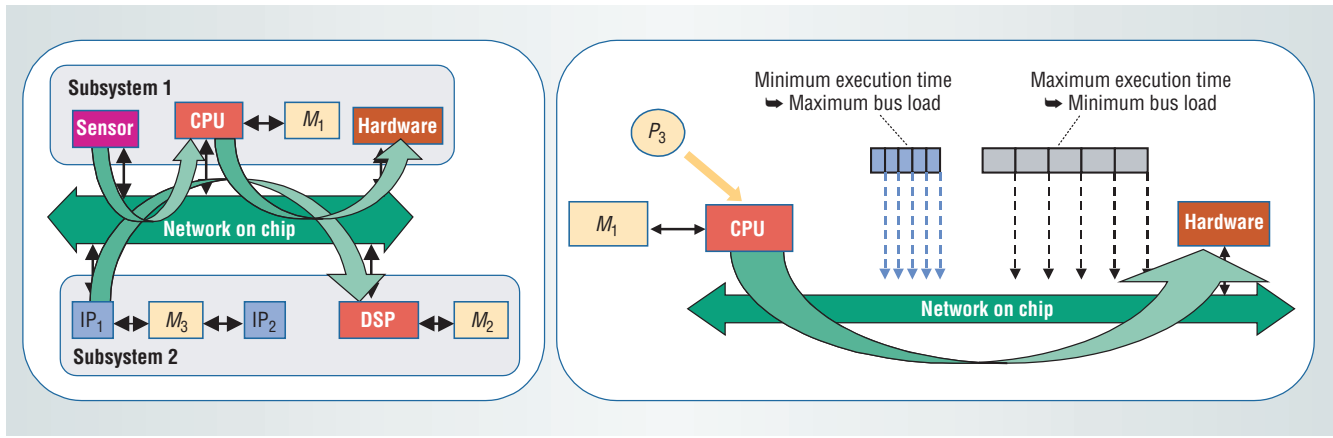 Subsystem 1
Sensor
CPU
M1
Hardware
Network on chip
IP1
M3
IP2
DSP
M2
Subsystem 2
Minimum execution time
➥ Maximum bus load
Maximum execution time
➥ Minimum bus load
P3
M1
CPU
Hardware
Network on chip